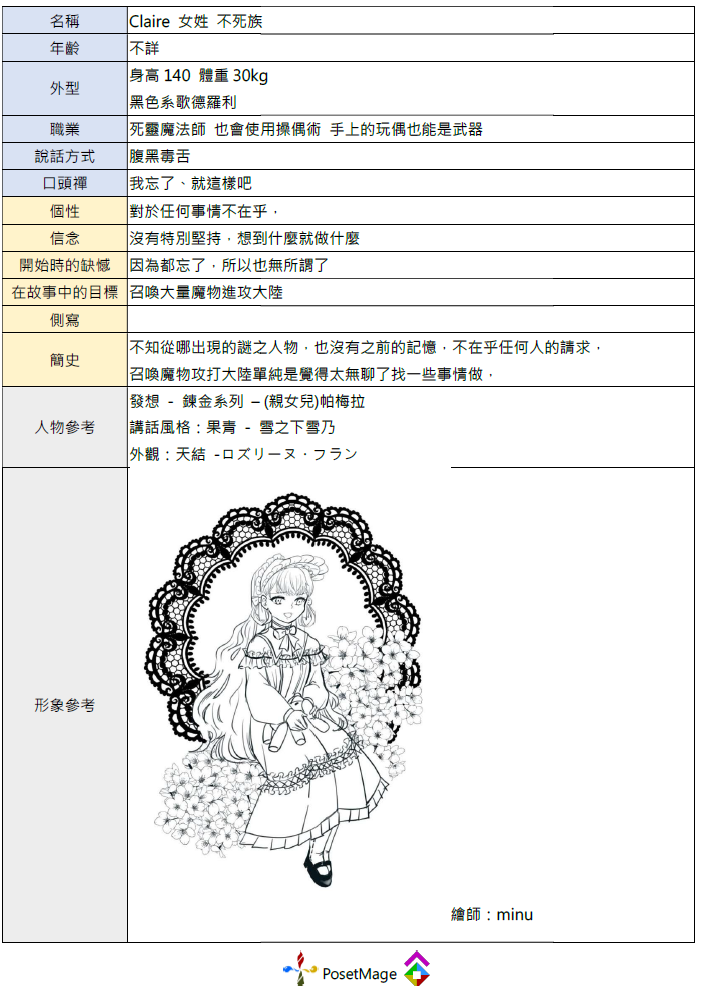 名稱 Claire 女姓 不死族
年齡 不詳
外型 身高 140 體重 30kg
黑色系歌德羅利
職業 死靈魔法師 也會使用操偶術 手上的玩偶也能是武器
說話方式 腹黑毒舌
口頭禪 我忘了、就這樣吧
個性 對於任何事情不在乎，
信念 沒有特別堅持，想到什麼就做什麼
開始時的缺憾 因為都忘了，所以也無所謂了
在故事中的目標 召喚大量魔物進攻大陸
側寫
簡史 不知從哪出現的謎之人物，也沒有之前的記憶，不在乎任何人的請求，
召喚魔物攻打大陸單純是覺得太無聊了找一些事情做，
人物參考 發想 - 鍊金系列 – (親女兒)帕梅拉
講話風格：果青 - 雪之下雪乃
外觀：天結 -ロズリーヌ・フラン
形象參考
繪師：minu
PosetMage